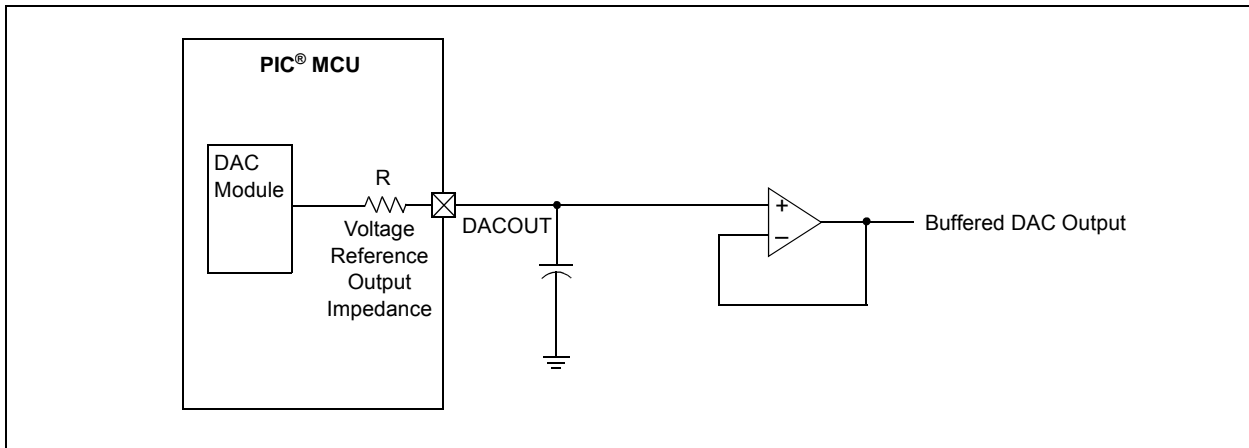 PIC® MCU
DAC
Module
R
Voltage
Reference
Output
Impedance
DACOUT
+
–
Buffered DAC Output